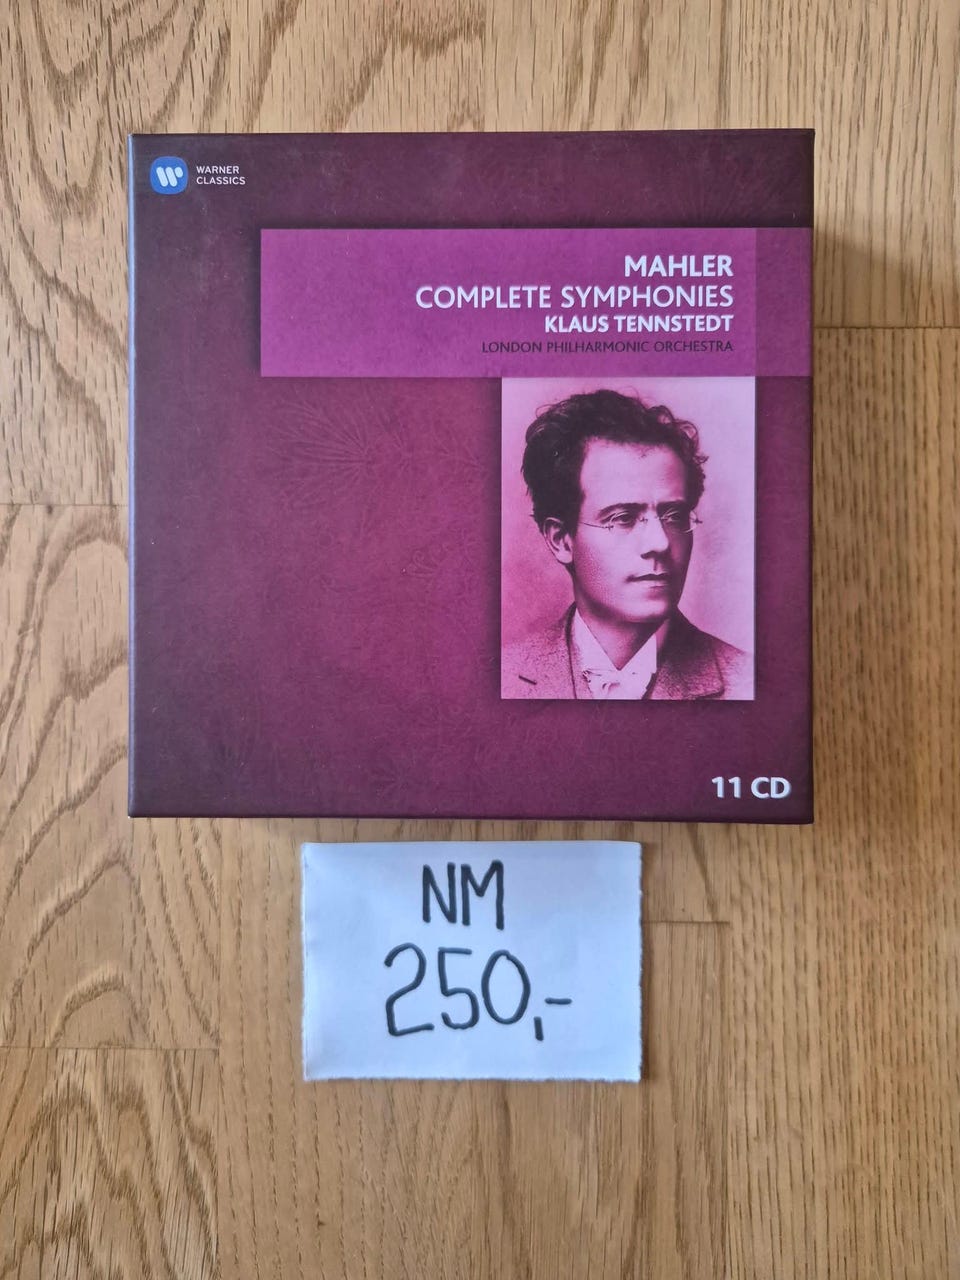 WARNER
CLASSICS
MAHLER
COMPLETE SYMPHONIES
KLAUS TENNSTEDT
LONDON PHILHARMONIC ORCHESTRA
11 CD
NM
250,-